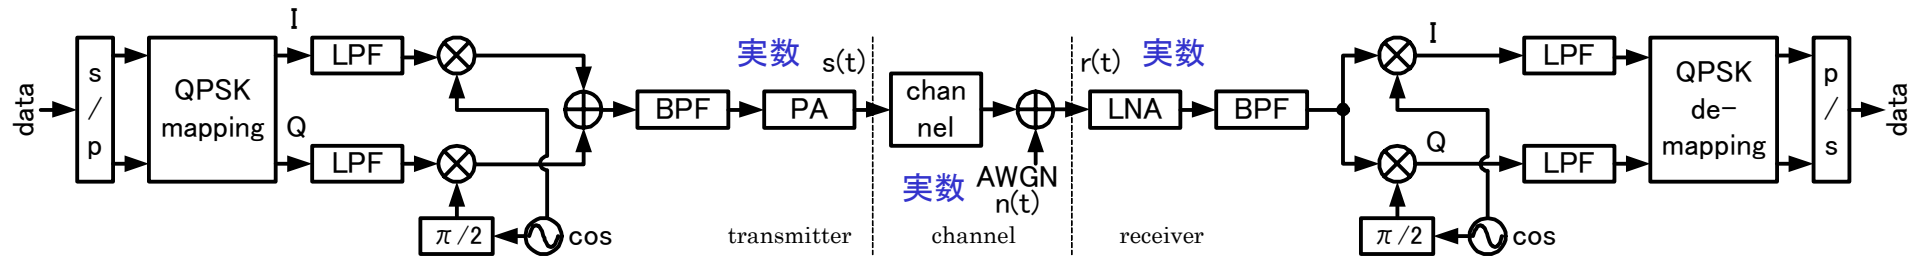 data
s
/
p
QPSK
mapping
I
Q
LPF
LPF
π/2
cos
BPF
実数
PA
s(t)
transmitter
chan
nel
実数
AWGN
n(t)
channel
r(t)
実数
LNA
BPF
receiver
I
Q
π/2
cos
LPF
LPF
QPSK
de-
mapping
p
/
s
data